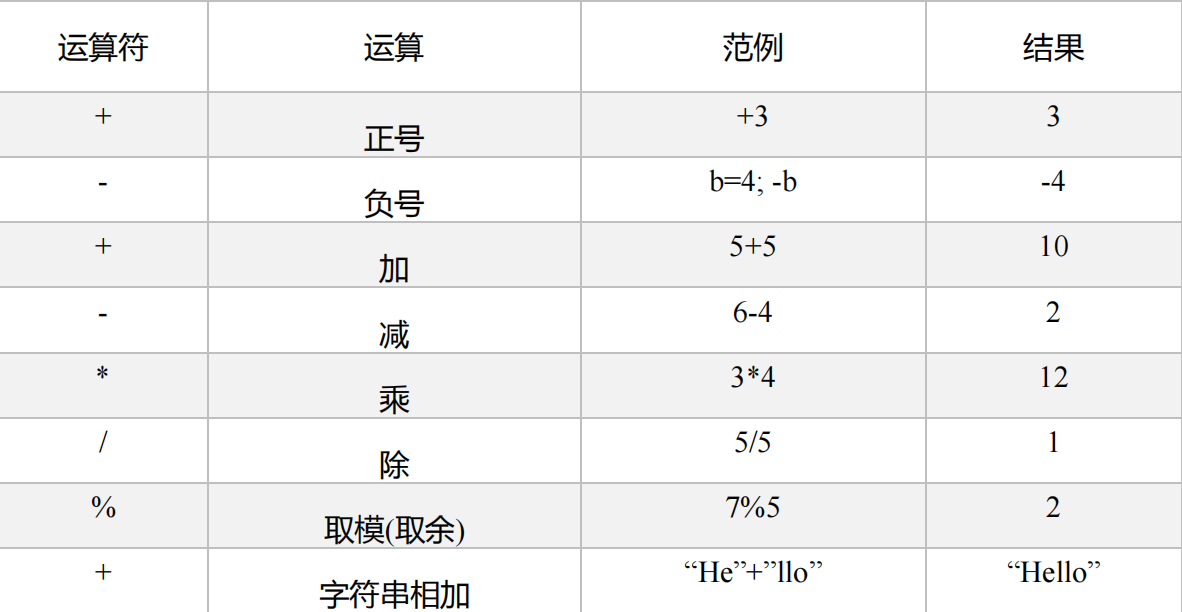 运算符 运算 范例 结果
+ 正号 +3 3
- 负号 b=4; -b -4
+ 加 5+5 10
- 减 6-4 2
* 乘 3*4 12
/ 除 5/5 1
% 取模(取余) 7%5 2
+ 字符串相加 “He”+”llo” “Hello”